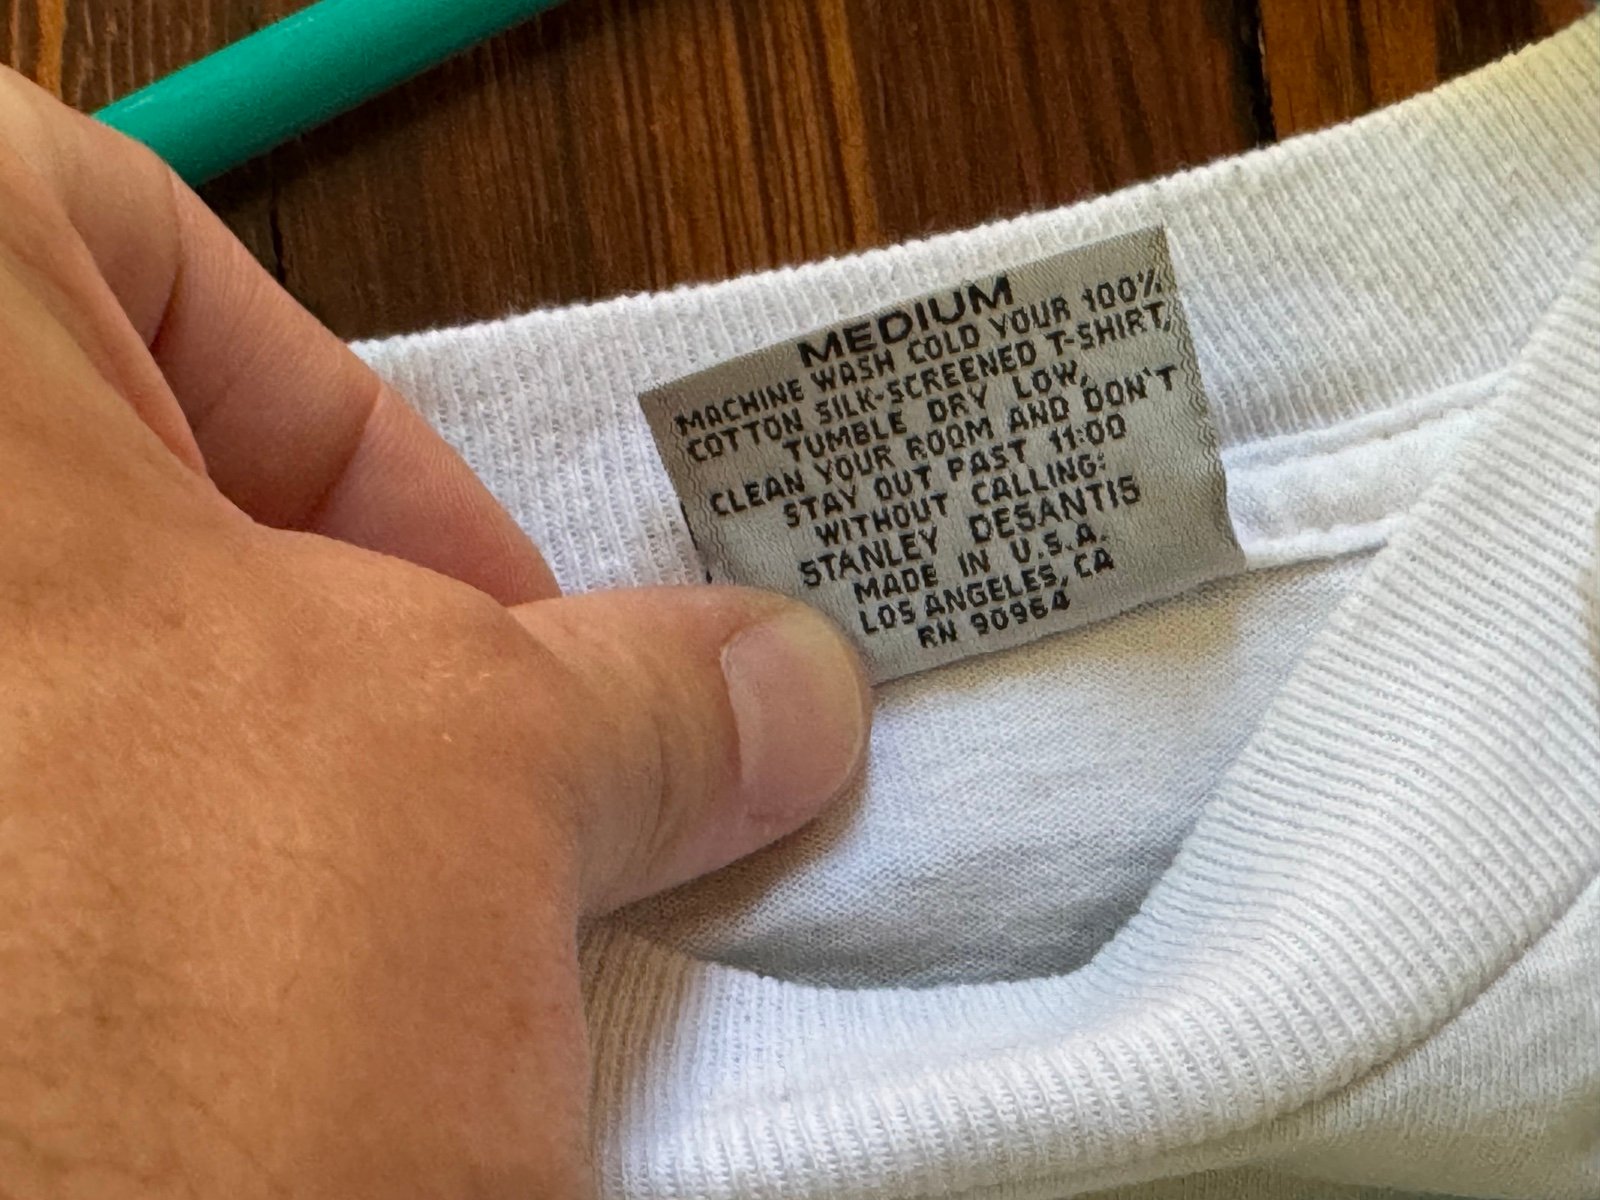 MEDIUM
MACHINE WASH COLD YOUR 100%
COTTON SILK-SCREENED T-SHIRT,
TUMBLE DRY LOW,
CLEAN YOUR ROOM AND DON'T
STAY OUT PAST 11:00
WITHOUT CALLING:
STANLEY DESANTIS
MADE IN U.S.A.
LOS ANGELES, CA
RN 90964